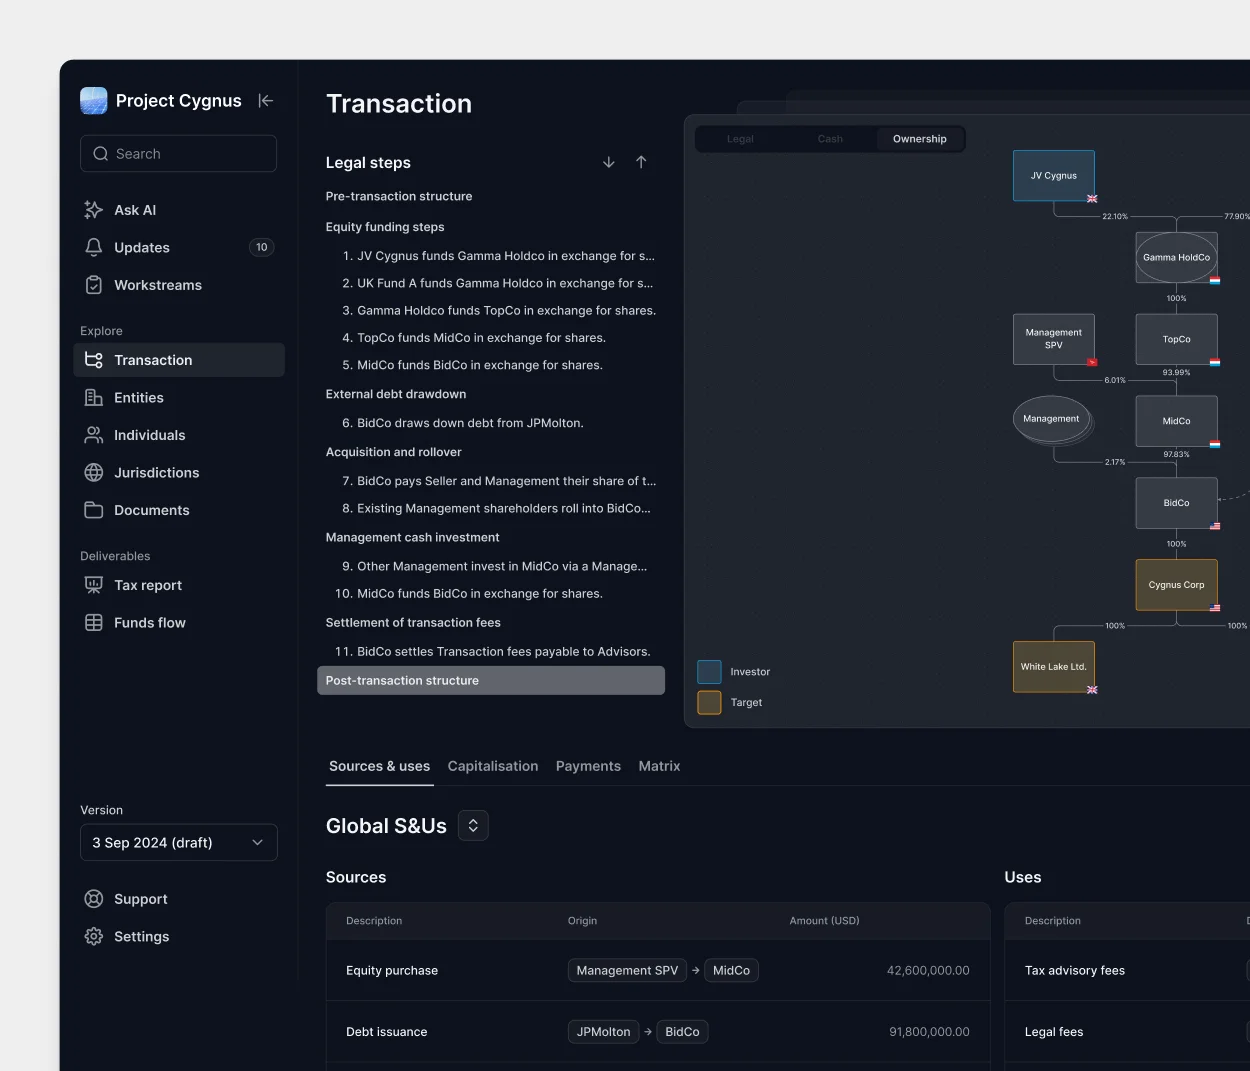 Project Cygnus
Search
Ask AI
Updates 10
Workstreams
Explore
Transaction
Entities
Individuals
Jurisdictions
Documents
Deliverables
Tax report
Funds flow
Version
3 Sep 2024 (draft)
Support
Settings
Transaction
Legal steps
Pre-transaction structure
Equity funding steps
1. JV Cygnus funds Gamma Holdco in exchange for s...
2. UK Fund A funds Gamma Holdco in exchange for s...
3. Gamma Holdco funds TopCo in exchange for shares.
4. TopCo funds MidCo in exchange for shares.
5. MidCo funds BidCo in exchange for shares.
External debt drawdown
6. BidCo draws down debt from JPMolton.
Acquisition and rollover
7. BidCo pays Seller and Management their share of t...
8. Existing Management shareholders roll into BidCo...
Management cash investment
9. Other Management invest in MidCo via a Manage...
10. MidCo funds BidCo in exchange for shares.
Settlement of transaction fees
11. BidCo settles Transaction fees payable to Advisors.
Post-transaction structure
Legal Cash Ownership
JV Cygnus
22.10% 77.90%
Gamma HoldCo
100%
Management
SPV
TopCo
93.99%
6.01%
Management
MidCo
97.83%
2.17%
BidCo
100%
Cygnus Corp
100% 100%
White Lake Ltd.
Investor
Target
Sources & uses Capitalisation Payments Matrix
Global S&Us
Sources
Description Origin Amount (USD)
Equity purchase Management SPV → MidCo 42,600,000.00
Debt issuance JPMolton → BidCo 91,800,000.00
Uses
Description
Tax advisory fees
Legal fees